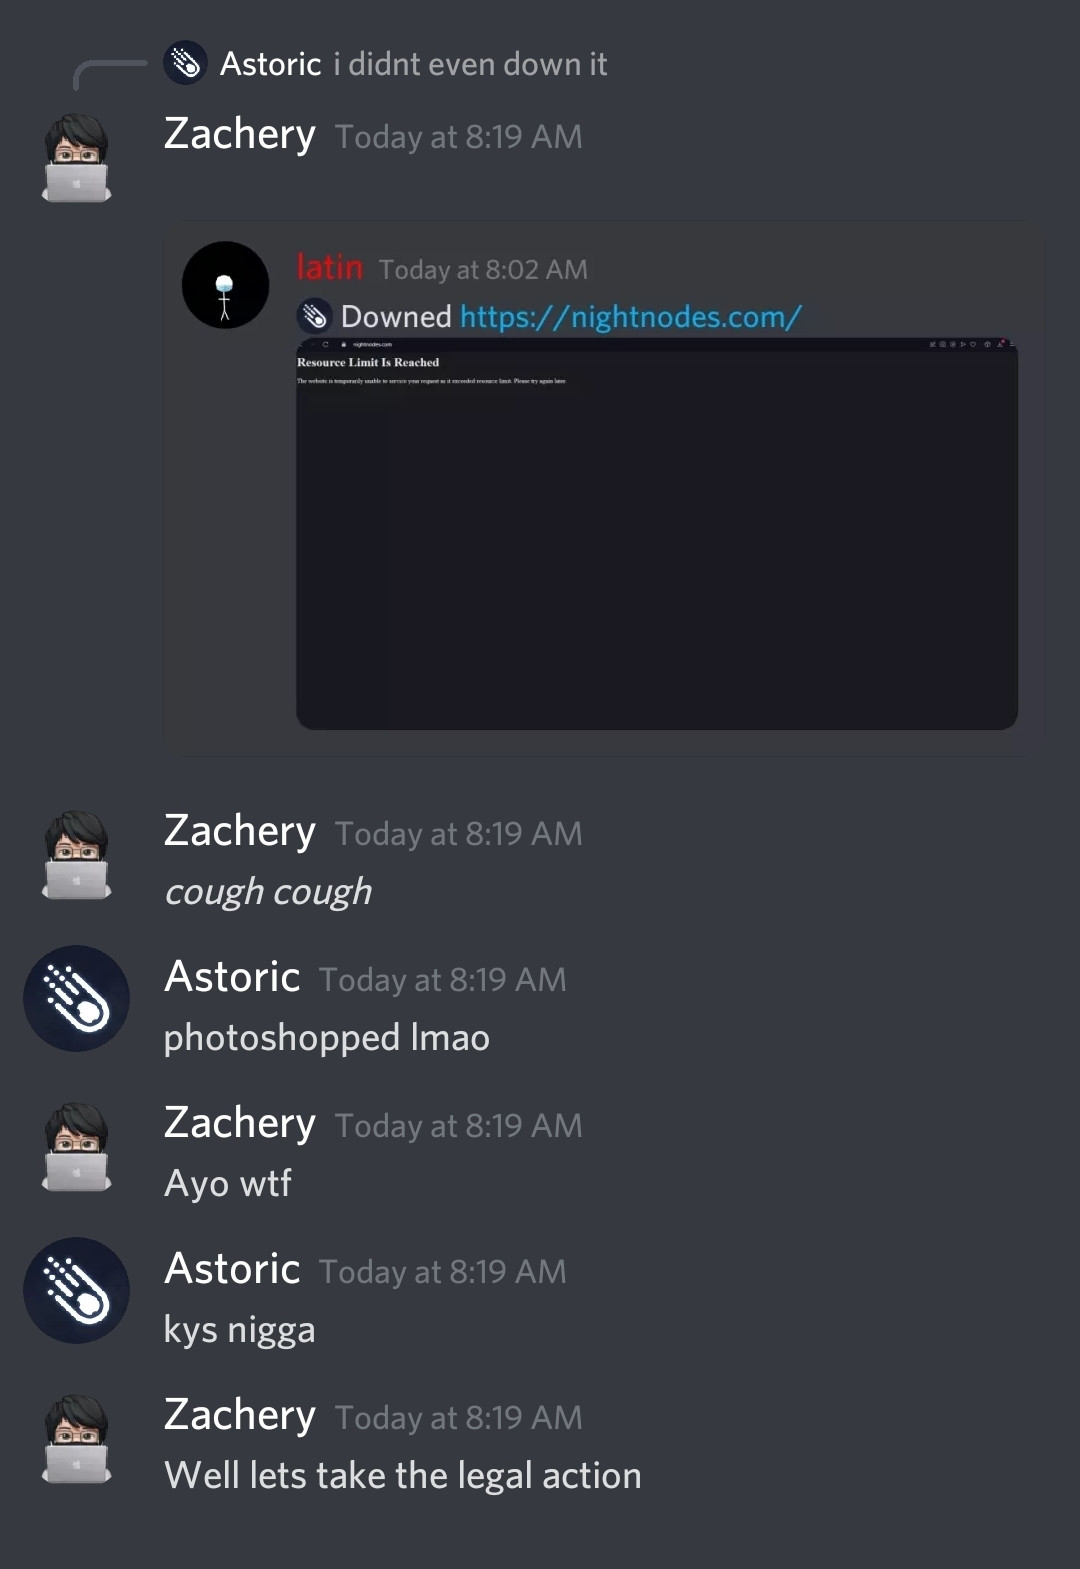 Astoric i didnt even down it
Zachery Today at 8:19 AM
latin Today at 8:02 AM
Downed https://nightnodes.com/
nightnodes.com
Resource Limit Is Reached
The website is temporarily unable to service your request as it exceeded resource limit. Please try again later.
Zachery Today at 8:19 AM
cough cough
Astoric Today at 8:19 AM
photoshopped lmao
Zachery Today at 8:19 AM
Ayo wtf
Astoric Today at 8:19 AM
kys nigga
Zachery Today at 8:19 AM
Well lets take the legal action